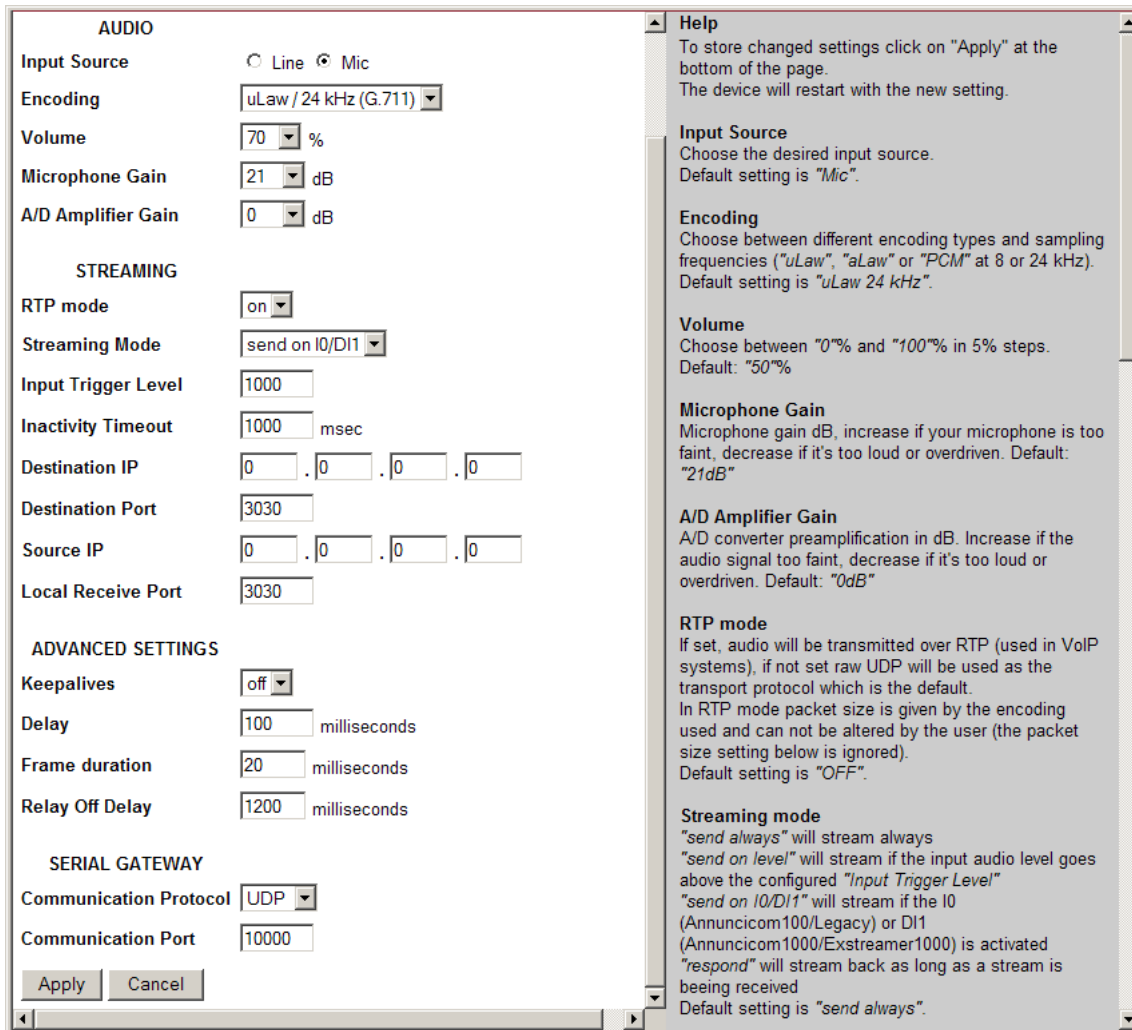 AUDIO
Input Source Line Mic
Encoding uLaw / 24 kHz (G.711)
Volume 70 %
Microphone Gain 21 dB
A/D Amplifier Gain 0 dB
STREAMING
RTP mode on
Streaming Mode send on I0/DI1
Input Trigger Level 1000
Inactivity Timeout 1000 msec
Destination IP 0 . 0 . 0 . 0
Destination Port 3030
Source IP 0 . 0 . 0 . 0
Local Receive Port 3030
ADVANCED SETTINGS
Keepalives off
Delay 100 milliseconds
Frame duration 20 milliseconds
Relay Off Delay 1200 milliseconds
SERIAL GATEWAY
Communication Protocol UDP
Communication Port 10000
Apply Cancel
Help
To store changed settings click on "Apply" at the
bottom of the page.
The device will restart with the new setting.
Input Source
Choose the desired input source.
Default setting is "Mic".
Encoding
Choose between different encoding types and sampling
frequencies ("uLaw", "aLaw" or "PCM" at 8 or 24 kHz).
Default setting is "uLaw 24 kHz".
Volume
Choose between "0"% and "100"% in 5% steps.
Default: "50"%
Microphone Gain
Microphone gain dB, increase if your microphone is too
faint, decrease if it's too loud or overdriven. Default:
"21dB"
A/D Amplifier Gain
A/D converter preamplification in dB. Increase if the
audio signal too faint, decrease if it's too loud or
overdriven. Default: "0dB"
RTP mode
If set, audio will be transmitted over RTP (used in VoIP
systems), if not set raw UDP will be used as the
transport protocol which is the default.
In RTP mode packet size is given by the encoding
used and can not be altered by the user (the packet
size setting below is ignored).
Default setting is "OFF".
Streaming mode
"send always" will stream always
"send on level" will stream if the input audio level goes
above the configured "Input Trigger Level"
"send on I0/DI1" will stream if the I0
(Annuncicom100/Legacy) or DI1
(Annuncicom1000/Exstreamer1000) is activated
"respond" will stream back as long as a stream is
beeing received
Default setting is "send always".